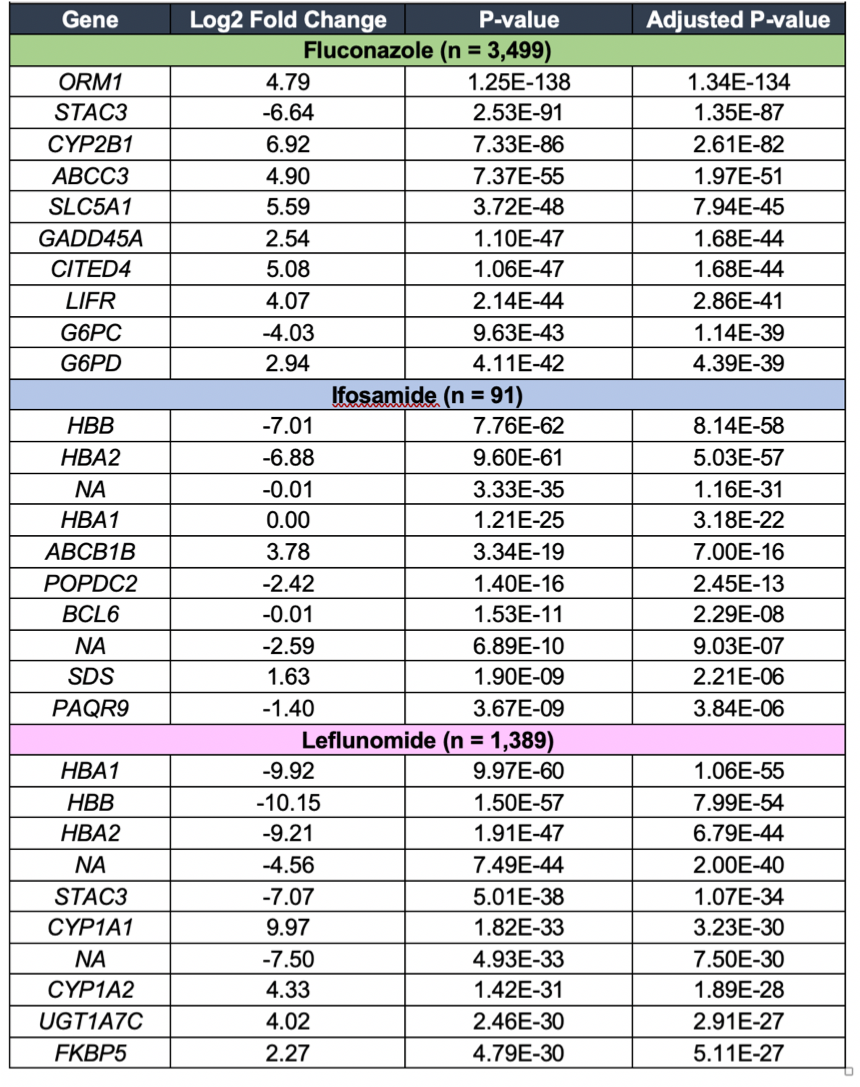 Gene Log2 Fold Change P-value Adjusted P-value
Fluconazole (n = 3,499)
ORM1 4.79 1.25E-138 1.34E-134
STAC3 -6.64 2.53E-91 1.35E-87
CYP2B1 6.92 7.33E-86 2.61E-82
ABCC3 4.90 7.37E-55 1.97E-51
SLC5A1 5.59 3.72E-48 7.94E-45
GADD45A 2.54 1.10E-47 1.68E-44
CITED4 5.08 1.06E-47 1.68E-44
LIFR 4.07 2.14E-44 2.86E-41
G6PC -4.03 9.63E-43 1.14E-39
G6PD 2.94 4.11E-42 4.39E-39
Ifosamide (n = 91)
HBB -7.01 7.76E-62 8.14E-58
HBA2 -6.88 9.60E-61 5.03E-57
NA -0.01 3.33E-35 1.16E-31
HBA1 0.00 1.21E-25 3.18E-22
ABCB1B 3.78 3.34E-19 7.00E-16
POPDC2 -2.42 1.40E-16 2.45E-13
BCL6 -0.01 1.53E-11 2.29E-08
NA -2.59 6.89E-10 9.03E-07
SDS 1.63 1.90E-09 2.21E-06
PAQR9 -1.40 3.67E-09 3.84E-06
Leflunomide (n = 1,389)
HBA1 -9.92 9.97E-60 1.06E-55
HBB -10.15 1.50E-57 7.99E-54
HBA2 -9.21 1.91E-47 6.79E-44
NA -4.56 7.49E-44 2.00E-40
STAC3 -7.07 5.01E-38 1.07E-34
CYP1A1 9.97 1.82E-33 3.23E-30
NA -7.50 4.93E-33 7.50E-30
CYP1A2 4.33 1.42E-31 1.89E-28
UGT1A7C 4.02 2.46E-30 2.91E-27
FKBP5 2.27 4.79E-30 5.11E-27